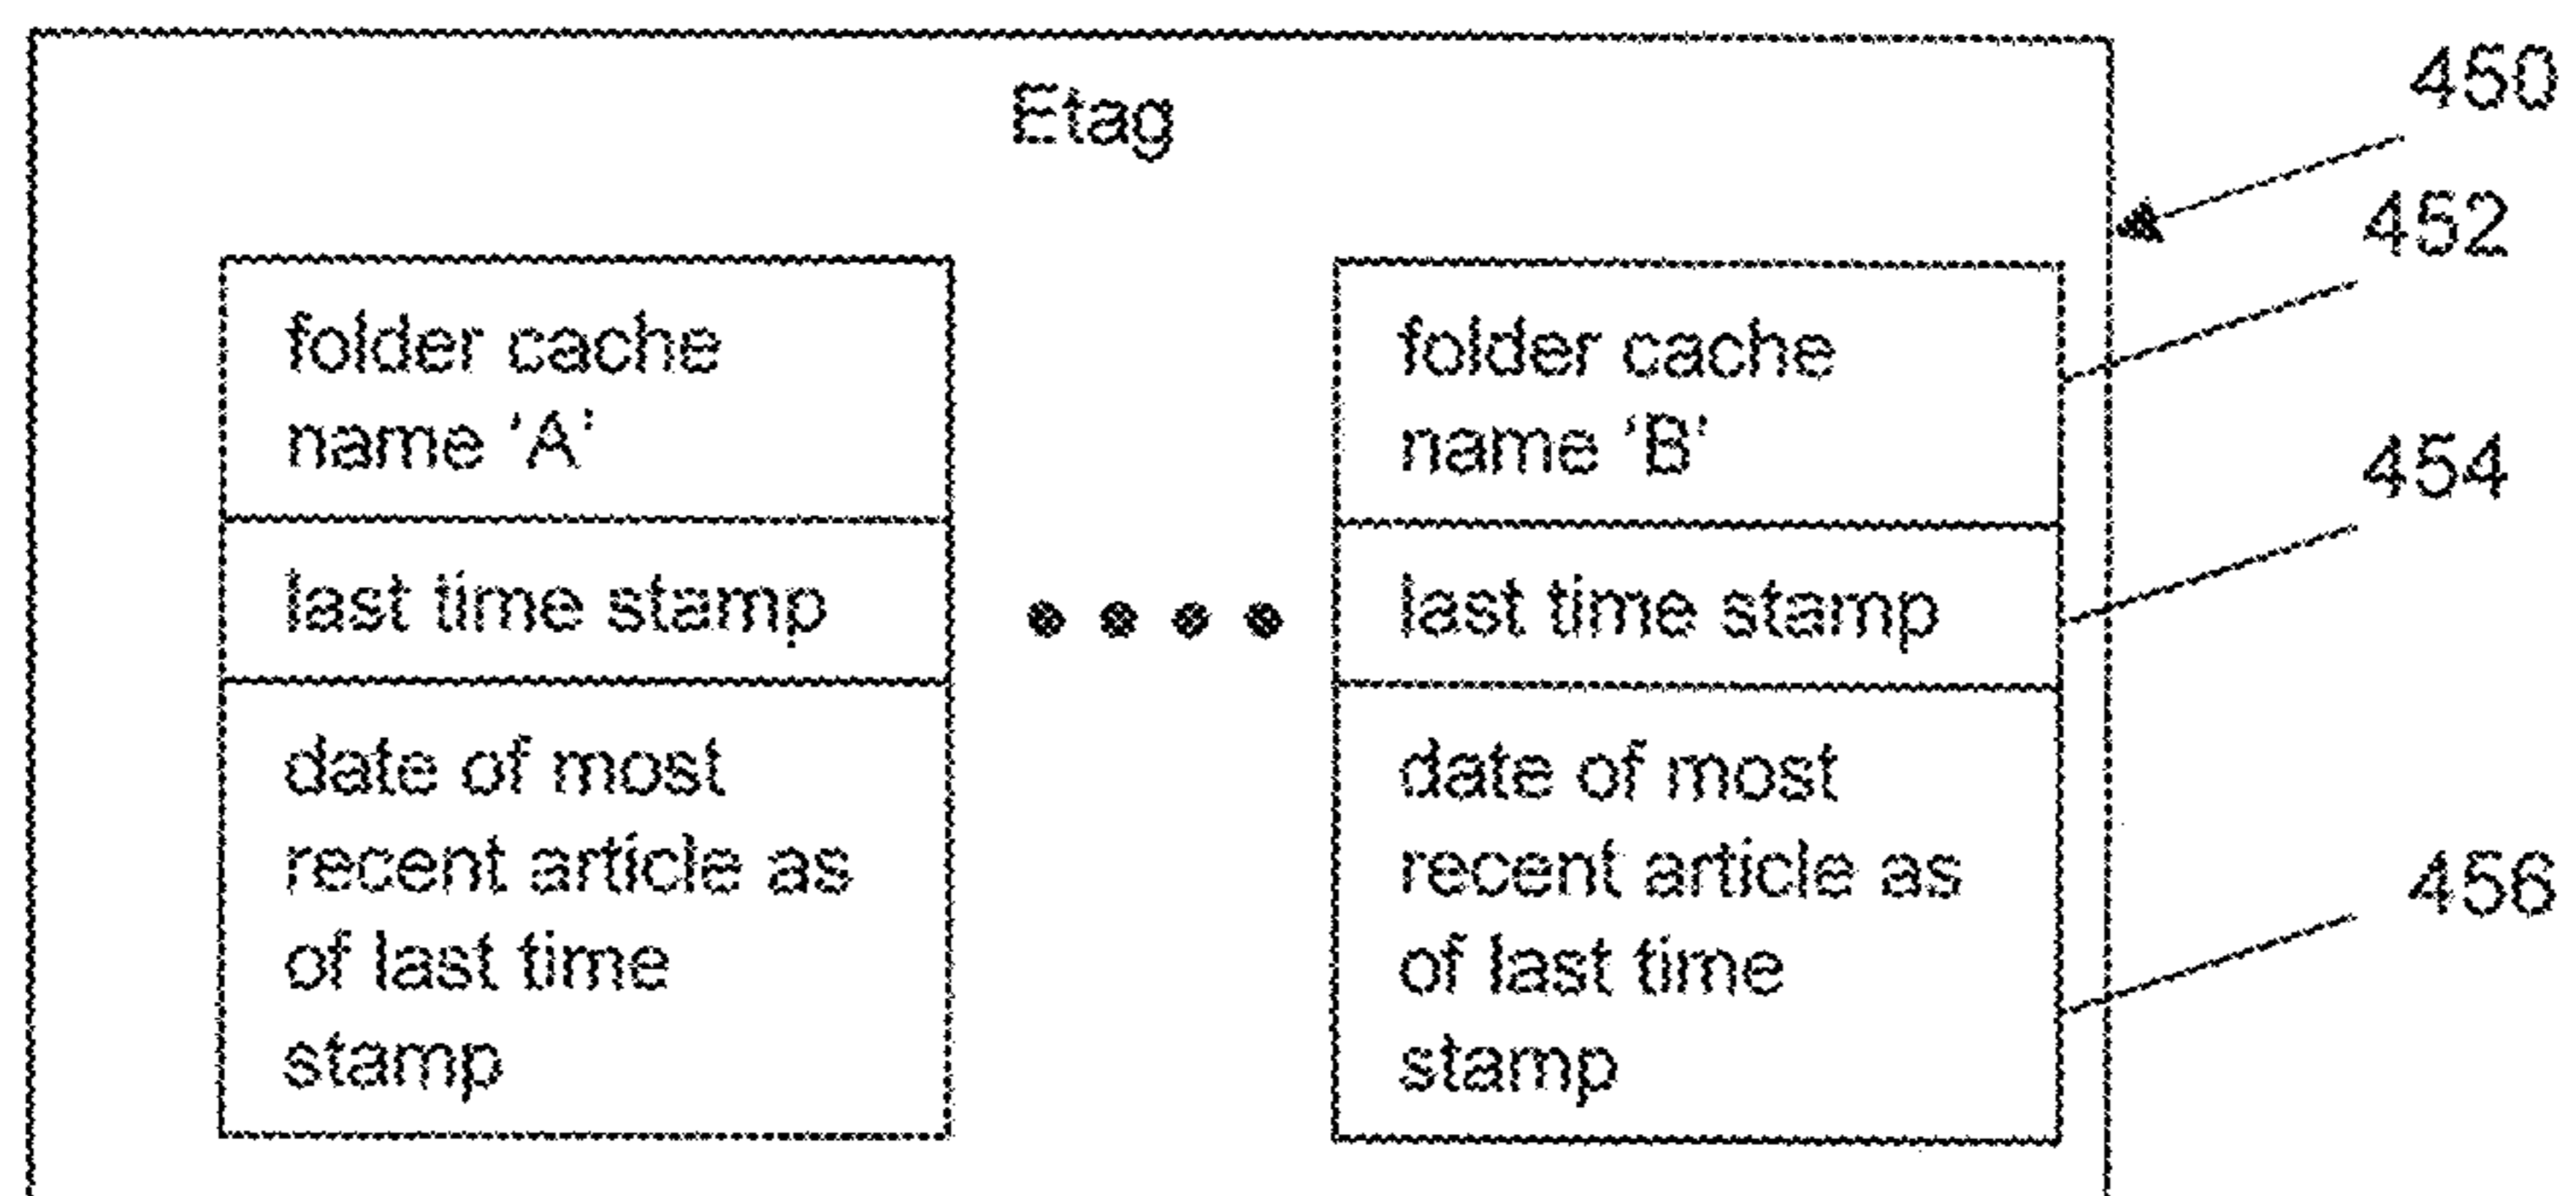 Etag
450
452
folder cache
name ‘A’
last time stamp
date of most
recent article as
of last time
stamp
folder cache
name ‘B’
last time stamp
date of most
recent article as
of last time
stamp
454
456